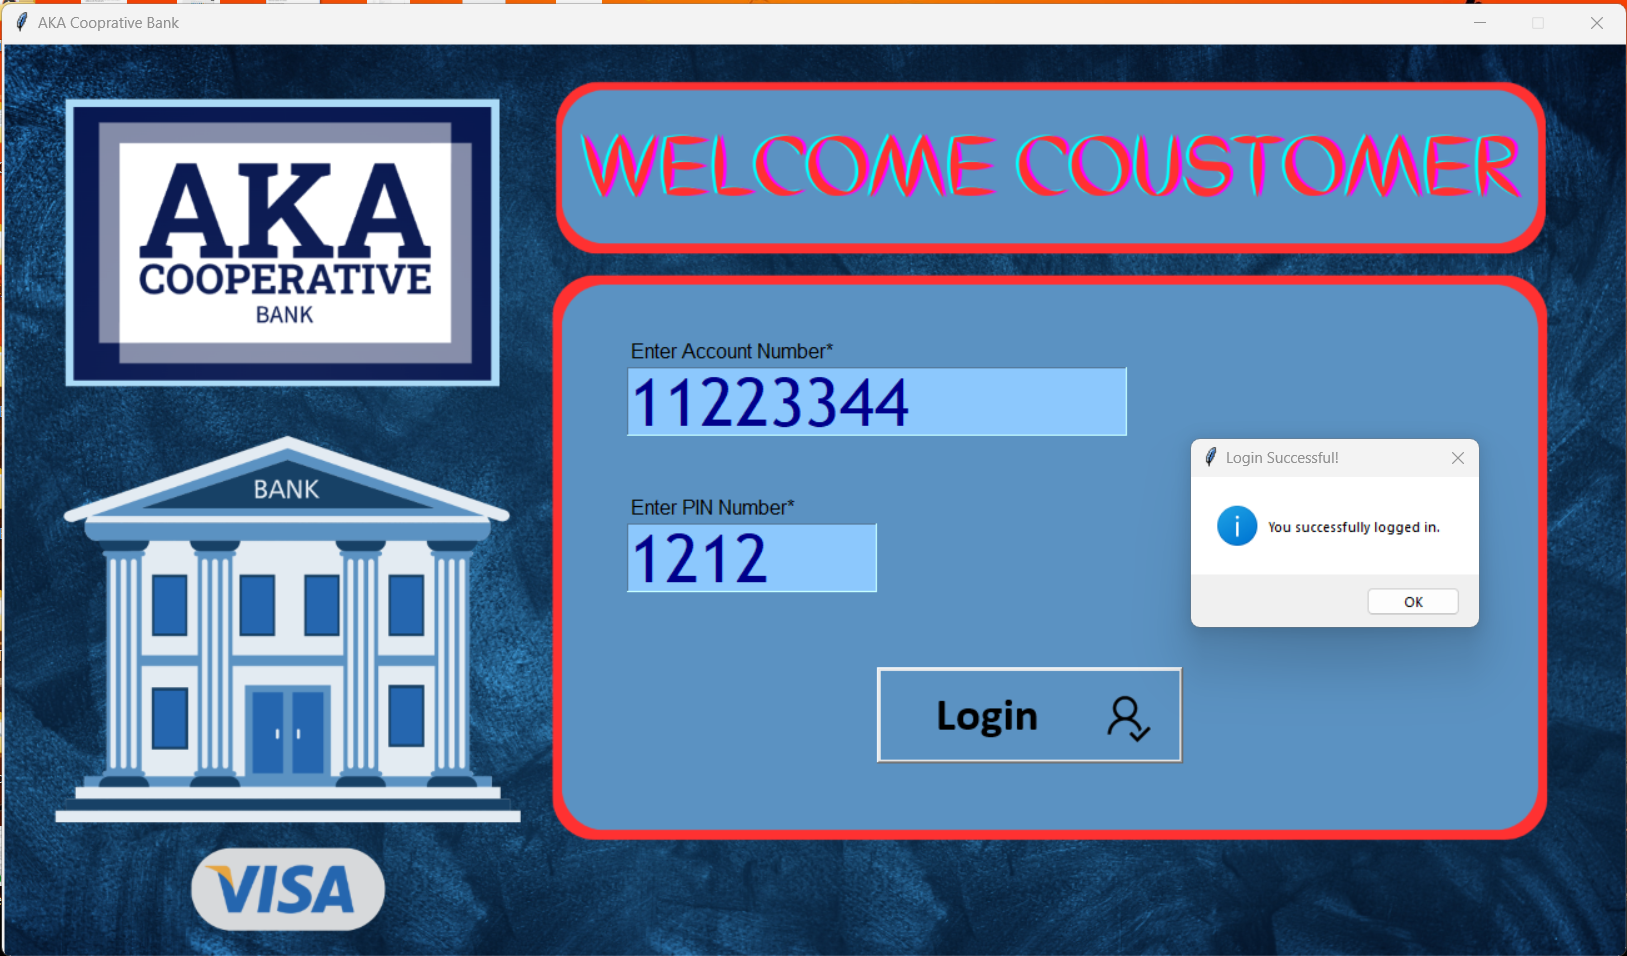 AKA Cooprative Bank
AKA
COOPERATIVE
BANK
WELCOME COUSTOMER
Enter Account Number*
11223344
Enter PIN Number*
1212
Login
Login Successful!
i
You successfully logged in.
OK
BANK
VISA